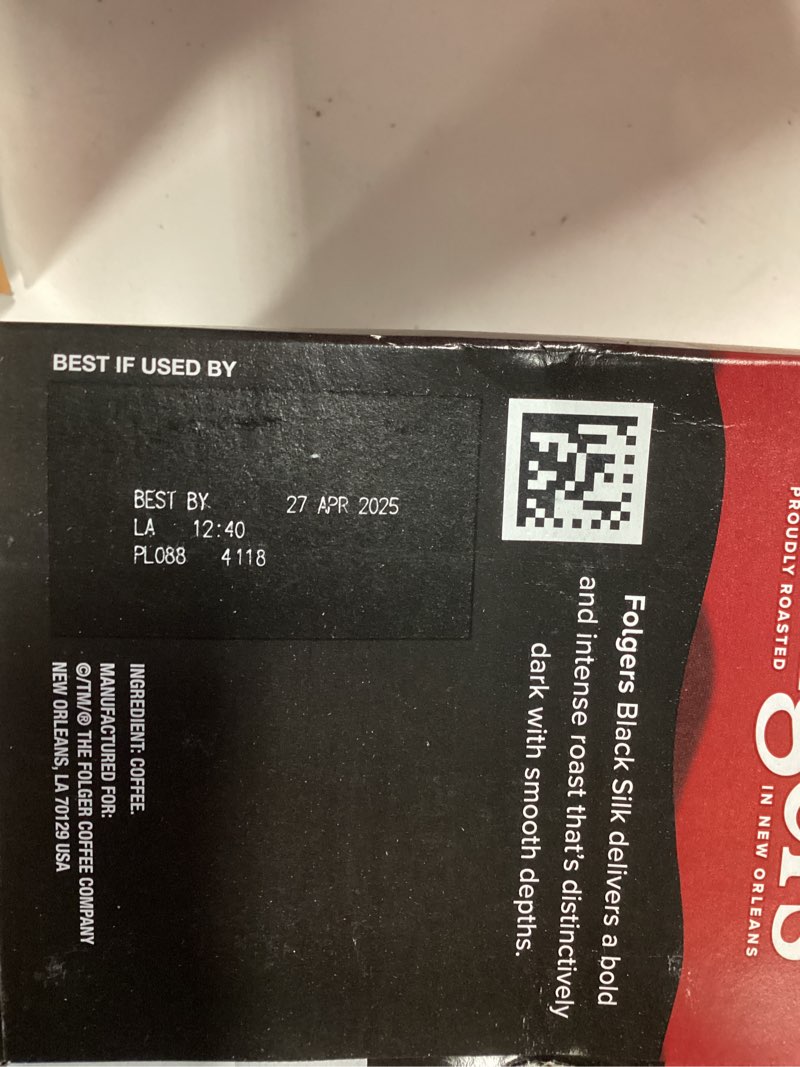 BEST IF USED BY
BEST BY 27 APR 2025
LA 12:40
PL088 4118
Folgers Black Silk delivers a bold
and intense roast that's distinctively
dark with smooth depths.
INGREDIENT: COFFEE.
MANUFACTURED FOR:
©/TM/® THE FOLGER COFFEE COMPANY
NEW ORLEANS, LA 70129 USA
PROUDLY ROASTED
IN NEW ORLEANS